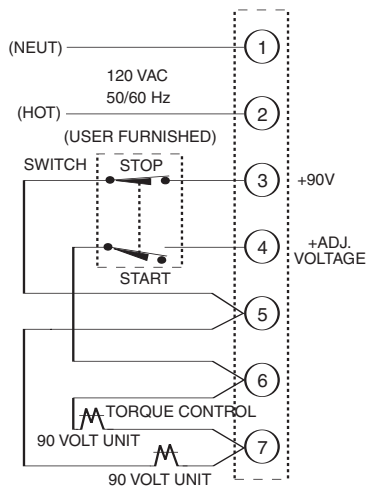 (NEUT)
1
120 VAC
50/60 Hz
(HOT)
2
(USER FURNISHED)
SWITCH
STOP
3
+90V
4
+ADJ.
VOLTAGE
START
5
6
TORQUE CONTROL
90 VOLT UNIT
7
90 VOLT UNIT